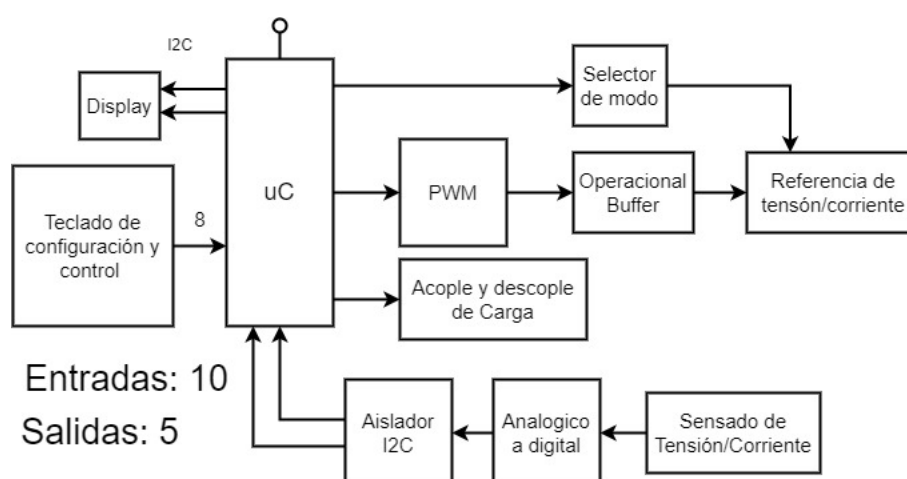 I2C
Display
uC
Selector
de modo
Teclado de
configuración y
control
8
PWM
Operacional
Buffer
Referencia de
tensón/corriente
Acople y descople
de Carga
Entradas: 10
Salidas: 5
Aislador
I2C
Analogico
a digital
Sensado de
Tensión/Corriente